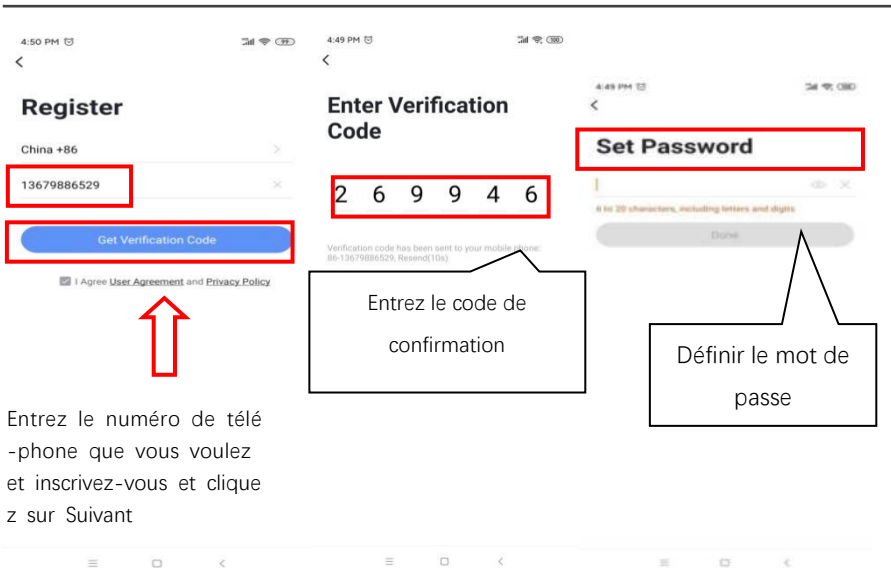 4:50 PM
99
Register
China +86
13679886529
Get Verification Code
I Agree User Agreement and Privacy Policy
Entrez le numéro de télé
-phone que vous voulez
et inscrivez-vous et clique
z sur Suivant
4:49 PM
100
Enter Verification
Code
2 6 9 9 4 6
Verification code has been sent to your mobile phone:
86-13679886529, Resend(10s)
Entrez le code de
confirmation
4:49 PM
100
Set Password
6 to 20 characters, including letters and digits
Done
Définir le mot de
passe